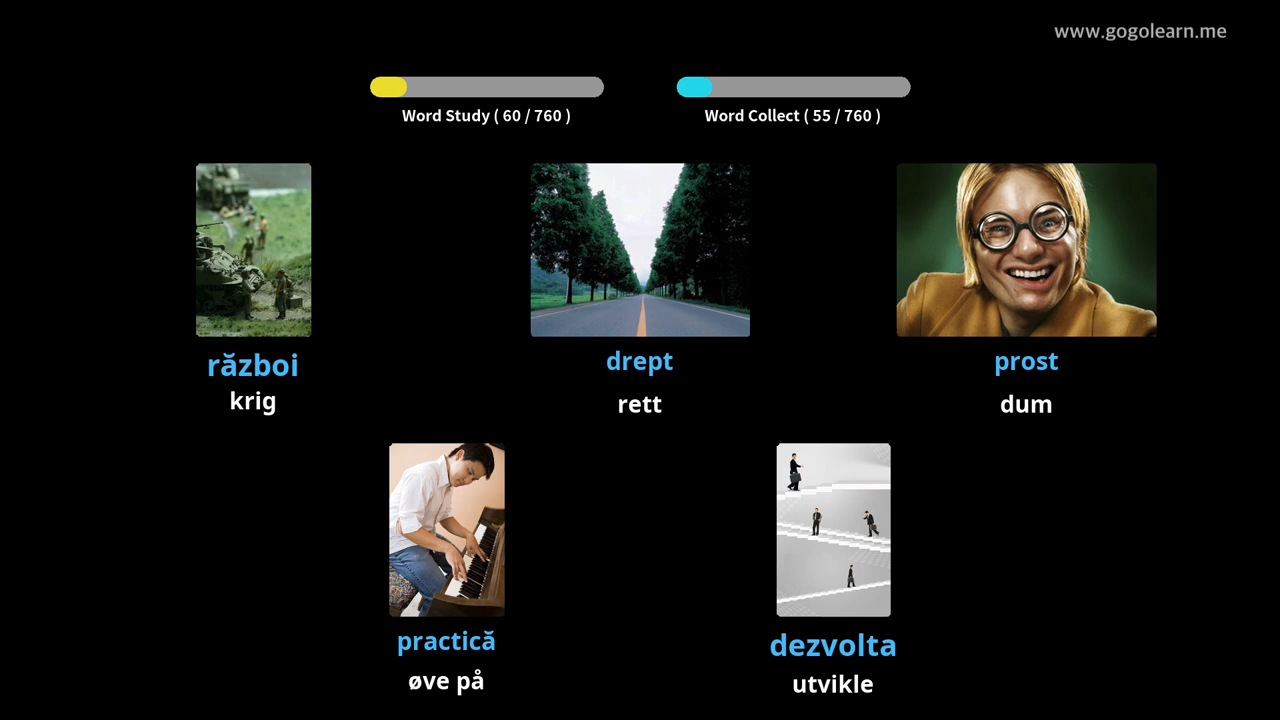 www.gogolearn.me
Word Study ( 60 / 760 )
Word Collect ( 55 / 760 )
război
krig
drept
rett
prost
dum
practică
øve på
dezvolta
utvikle